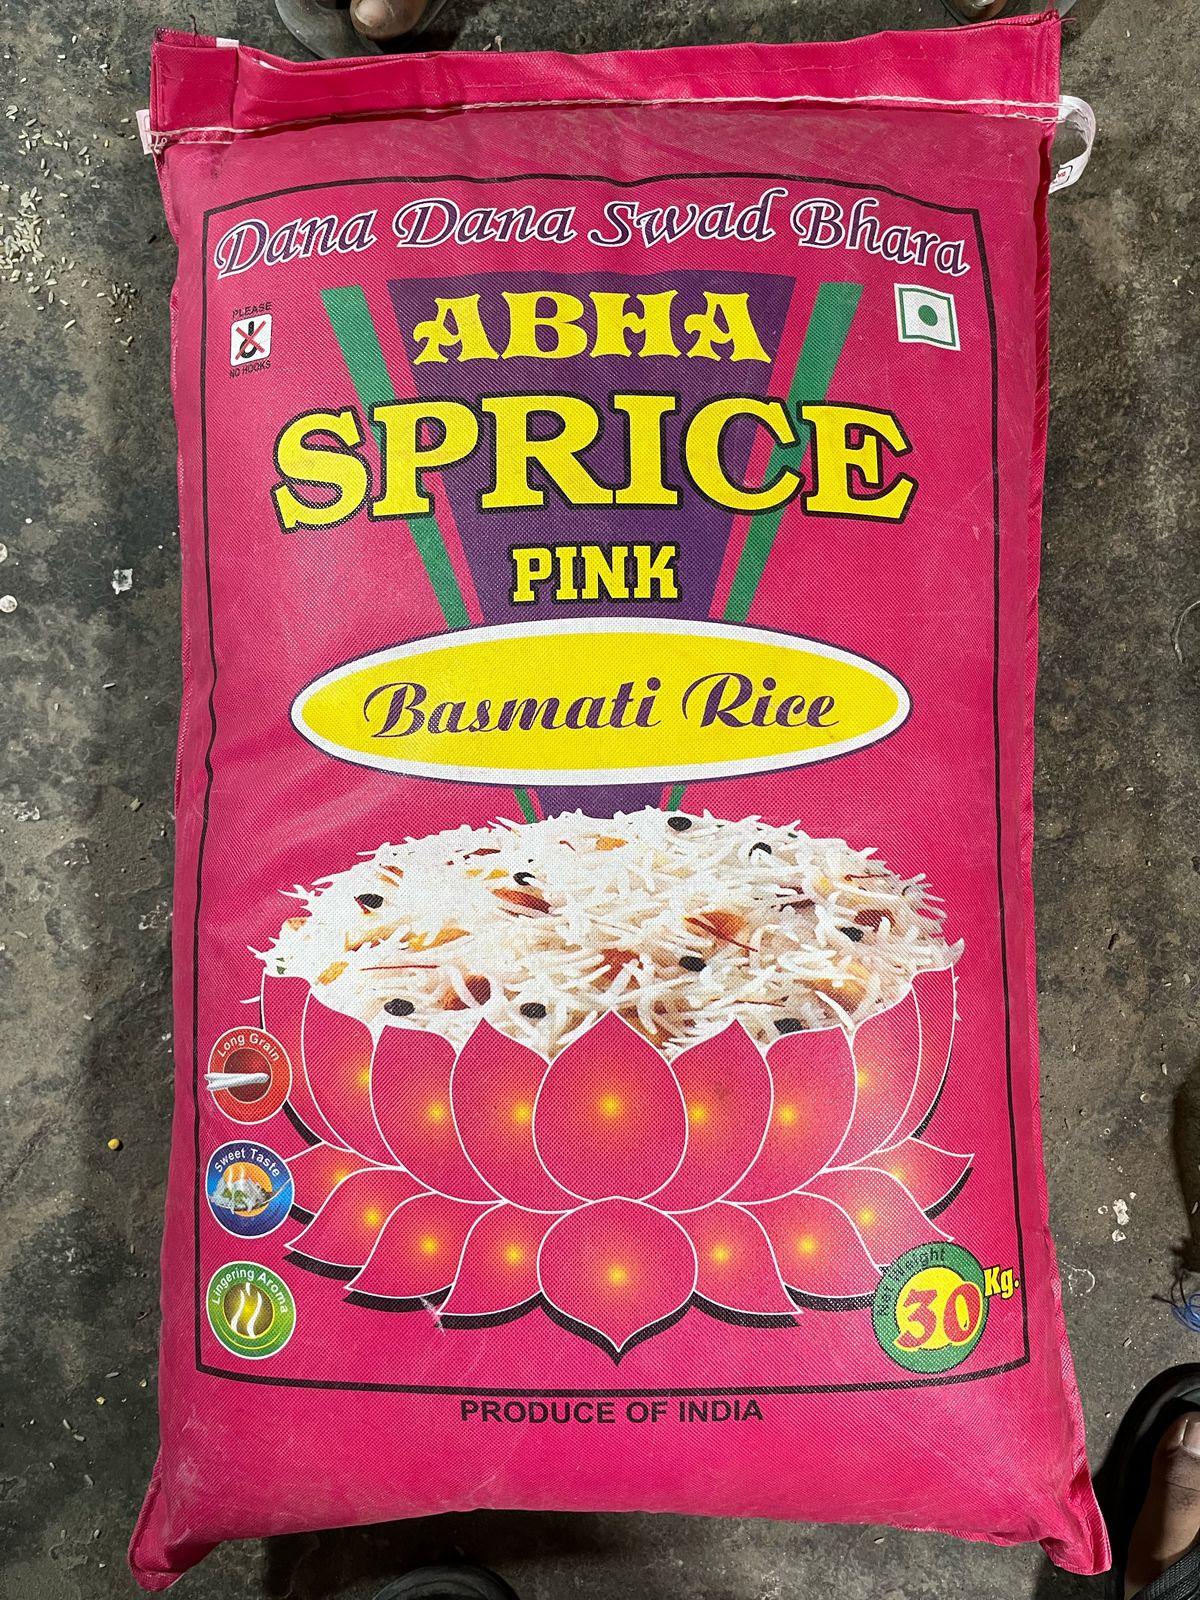 Dana Dana Swad Bhara
PLEASE
NO HOOKS
ABHA
SPRICE
PINK
Basmati Rice
Long Grain
Sweet Taste
Lingering Aroma
Net Weight
30 Kg.
PRODUCE OF INDIA